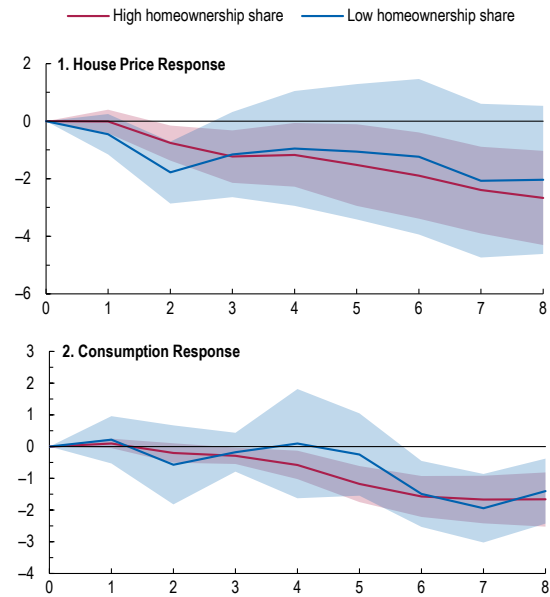 High homeownership share Low homeownership share
1. House Price Response
2
0
–2
–4
–6
0 1 2 3 4 5 6 7 8
2. Consumption Response
3
2
1
0
–1
–2
–3
–4
0 1 2 3 4 5 6 7 8